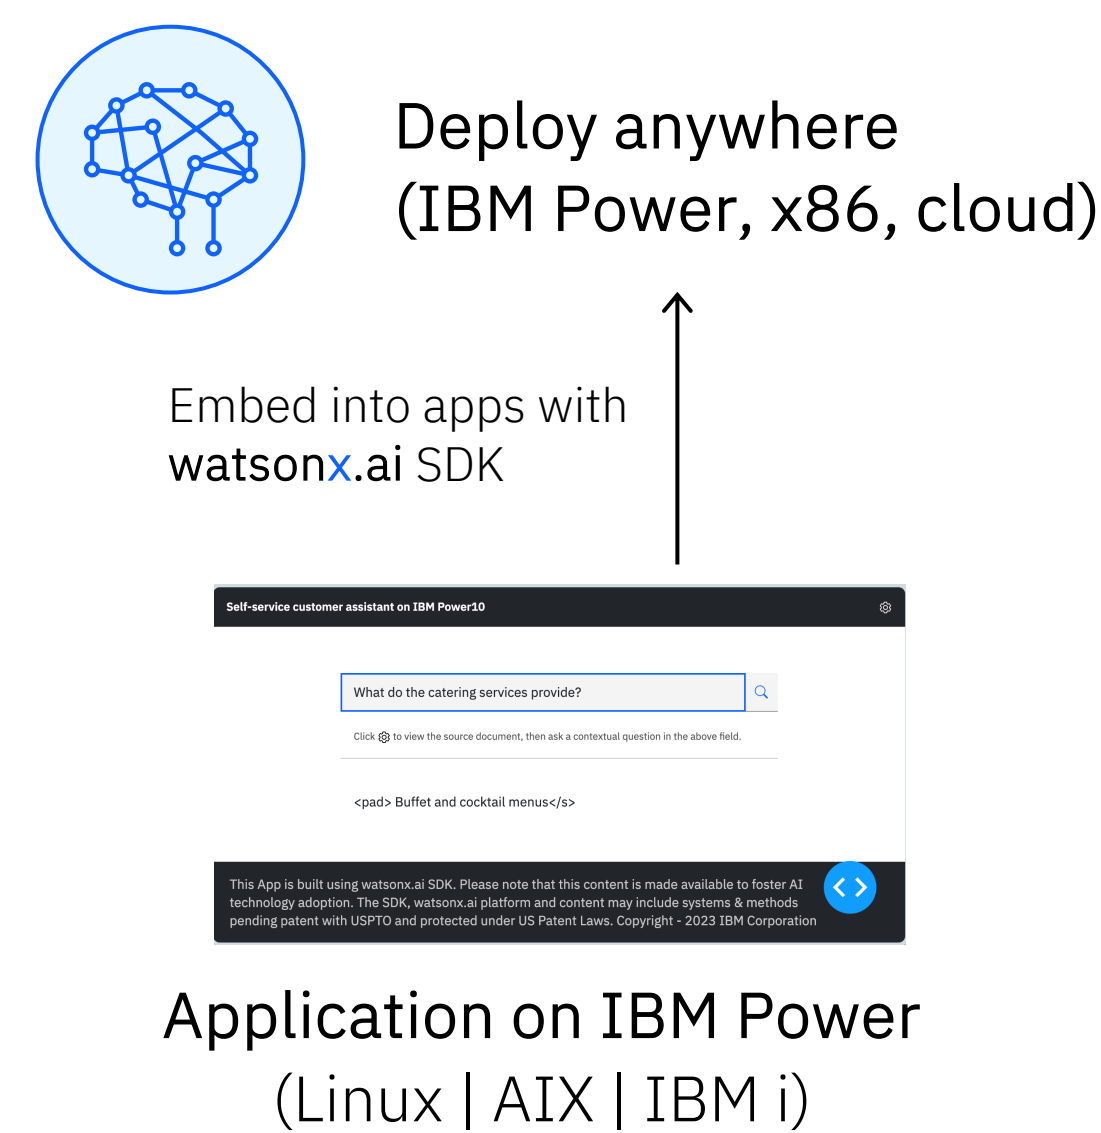 Deploy anywhere
(IBM Power, x86, cloud)
Embed into apps with
watsonx.ai SDK
Self-service customer assistant on IBM Power10
What do the catering services provide?
Click to view the source document, then ask a contextual question in the above field.
<pad> Buffet and cocktail menus</s>
This App is built using watsonx.ai SDK. Please note that this content is made available to foster AI
technology adoption. The SDK, watsonx.ai platform and content may include systems & methods
pending patent with USPTO and protected under US Patent Laws. Copyright - 2023 IBM Corporation
Application on IBM Power
(Linux | AIX | IBM i)